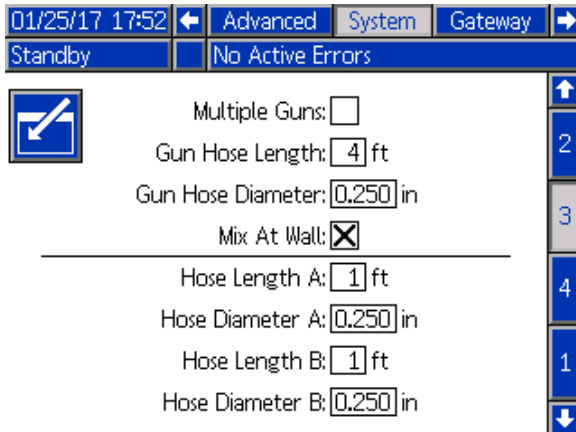 01/25/17 17:52 Advanced System Gateway
Standby No Active Errors
Multiple Guns:
Gun Hose Length: 4 ft
Gun Hose Diameter: 0.250 in
Mix At Wall:
Hose Length A: 1 ft
Hose Diameter A: 0.250 in
Hose Length B: 1 ft
Hose Diameter B: 0.250 in
2
3
4
1